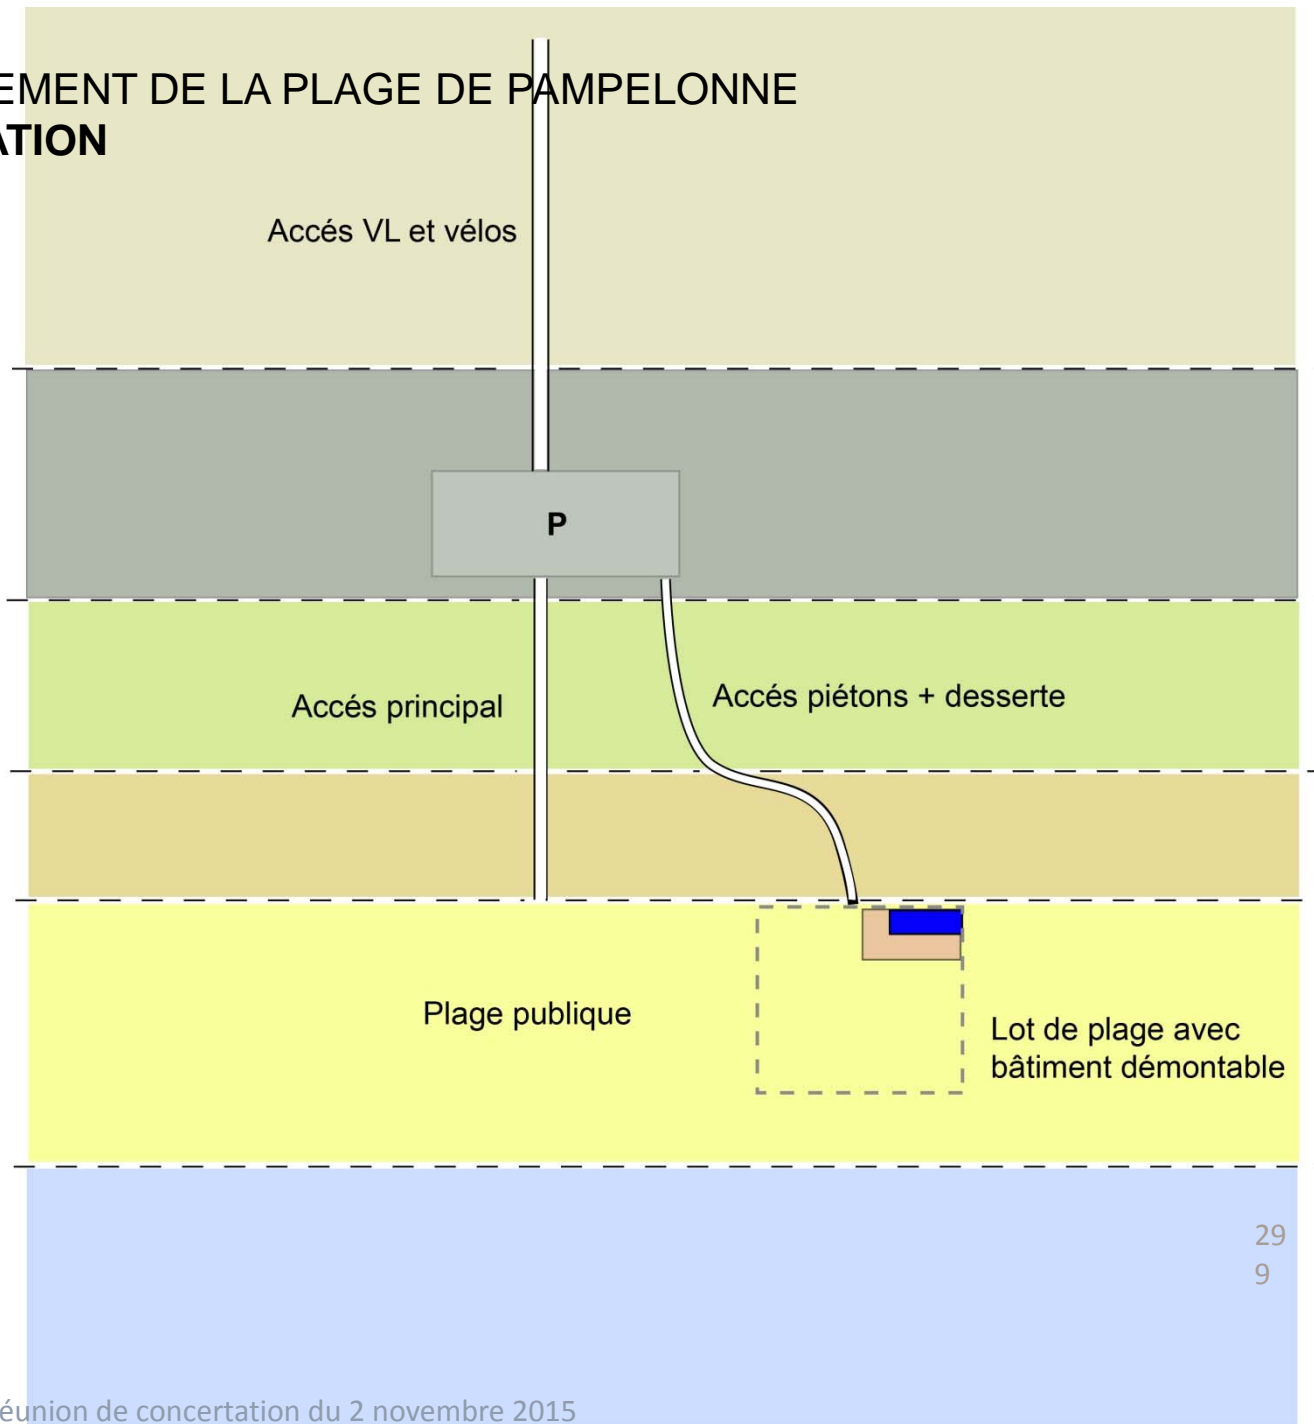 EMENT DE LA PLAGE DE PAMPELONNE
ATION
Accés VL et vélos
P
Accés principal
Accés piétons + desserte
Plage publique
Lot de plage avec
bâtiment démontable
29
9
éunion de concertation du 2 novembre 2015